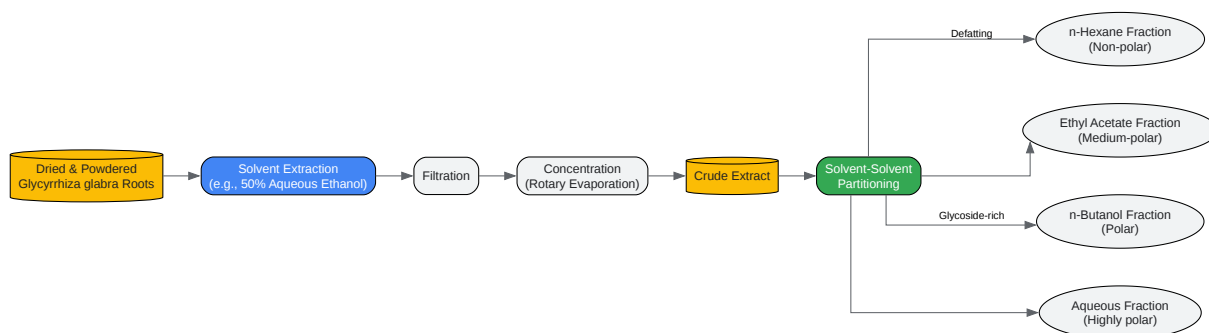 Dried & Powdered
Glycyrrhiza glabra Roots
Solvent Extraction
(e.g., 50% Aqueous Ethanol)
Filtration
Concentration
(Rotary Evaporation)
Crude Extract
Solvent-Solvent
Partitioning
Defatting
n-Hexane Fraction
(Non-polar)
Ethyl Acetate Fraction
(Medium-polar)
Glycoside-rich
n-Butanol Fraction
(Polar)
Aqueous Fraction
(Highly polar)